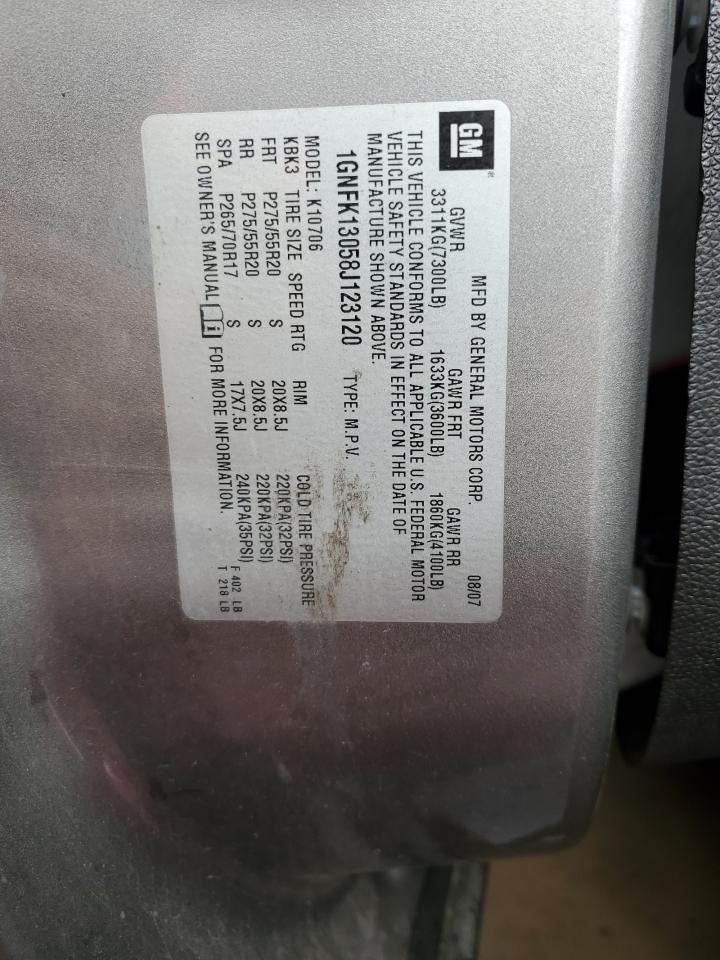 GM
MFD BY GENERAL MOTORS CORP. 08/07
GVWR GAWR FRT GAWR RR
3311KG(7300LB) 1633KG(3600LB) 1860KG(4100LB)
THIS VEHICLE CONFORMS TO ALL APPLICABLE U.S. FEDERAL MOTOR
VEHICLE SAFETY STANDARDS IN EFFECT ON THE DATE OF
MANUFACTURE SHOWN ABOVE.
1GNFK13058J123120 TYPE: M.P.V.
MODEL: K10706
KBK3 TIRE SIZE SPEED RTG RIM COLD TIRE PRESSURE
FRT P275/55R20 S 20X8.5J 220KPA(32PSI)
RR P275/55R20 S 20X8.5J 220KPA(32PSI)
SPA P265/70R17 S 17X7.5J 240KPA(35PSI)
SEE OWNER'S MANUAL i FOR MORE INFORMATION.
F 402 LB
T 218 LB